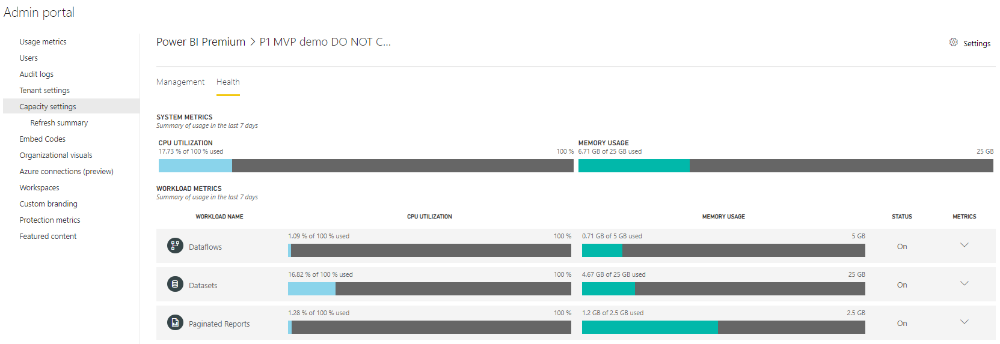 Admin portal
Usage metrics
Users
Audit logs
Tenant settings
Capacity settings
Refresh summary
Embed Codes
Organizational visuals
Azure connections (preview)
Workspaces
Custom branding
Protection metrics
Featured content
Power BI Premium > P1 MVP demo DO NOT C...
Settings
Management Health
SYSTEM METRICS
Summary of usage in the last 7 days
CPU UTILIZATION
17.73 % of 100 % used 100 %
MEMORY USAGE
6.71 GB of 25 GB used 25 GB
WORKLOAD METRICS
Summary of usage in the last 7 days
WORKLOAD NAME CPU UTILIZATION MEMORY USAGE STATUS METRICS
Dataflows
1.09 % of 100 % used 100 %
0.71 GB of 5 GB used 5 GB
On
Datasets
16.82 % of 100 % used 100 %
4.67 GB of 25 GB used 25 GB
On
Paginated Reports
1.28 % of 100 % used 100 %
1.2 GB of 2.5 GB used 2.5 GB
On